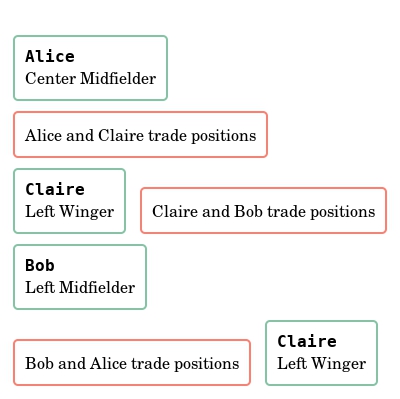 Alice
Center Midfielder
Alice and Claire trade positions
Claire
Left Winger
Claire and Bob trade positions
Bob
Left Midfielder
Bob and Alice trade positions
Claire
Left Winger